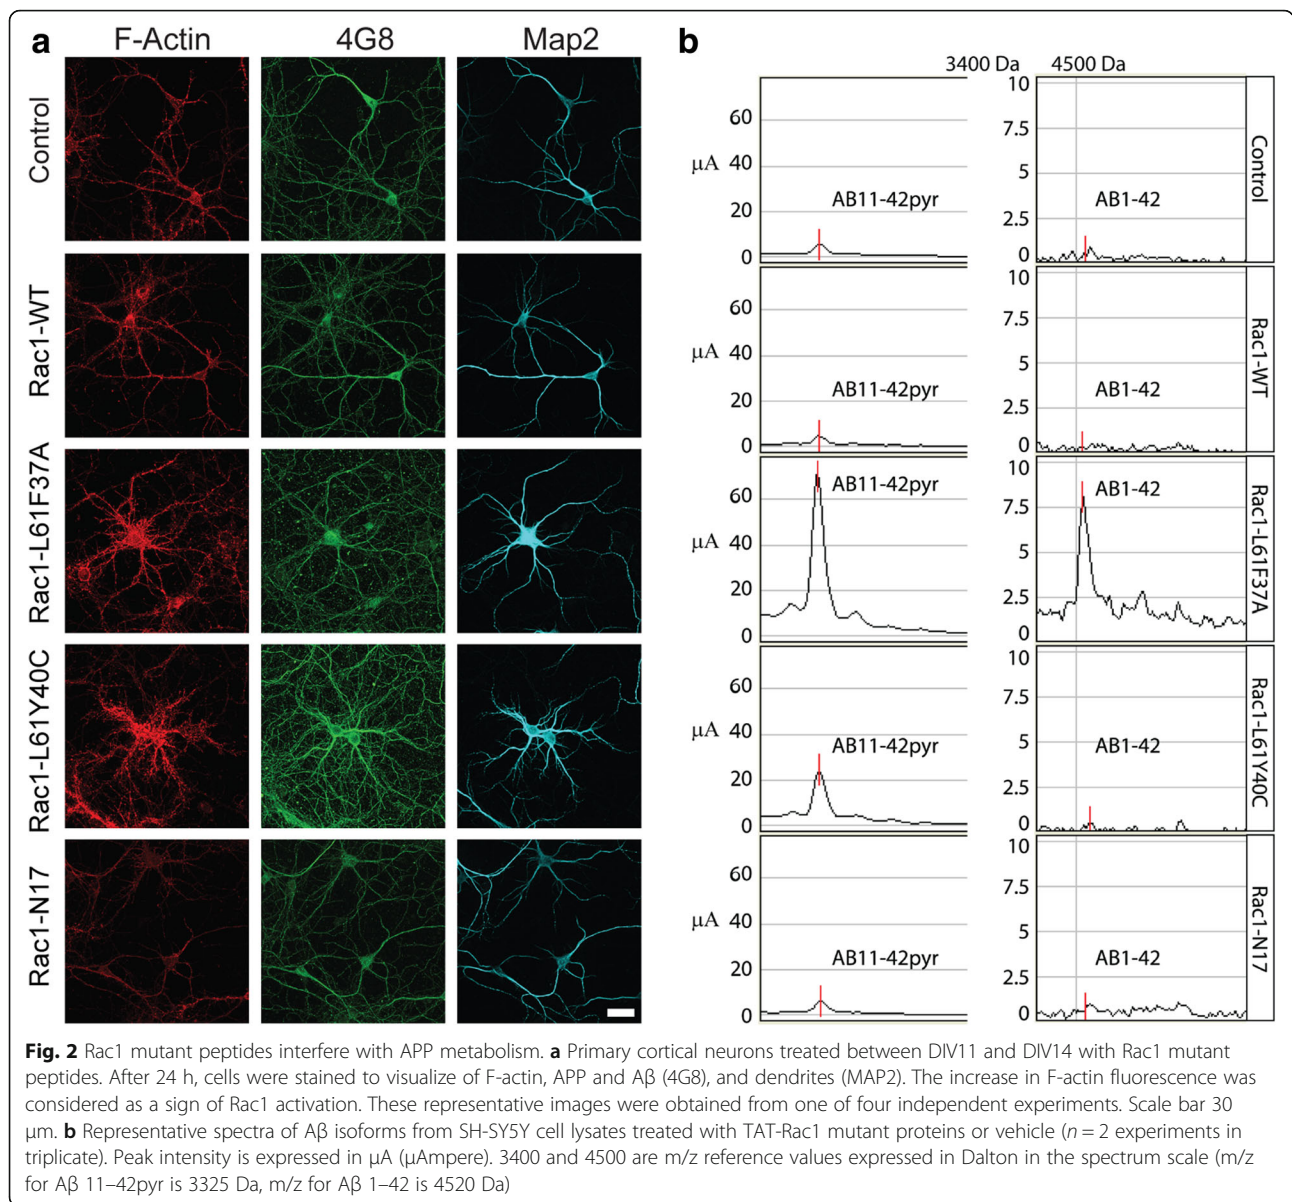 a
F-Actin 4G8 Map2
Control
Rac1-WT
Rac1-L61F37A
Rac1-L61Y40C
Rac1-N17
b
3400 Da 4500 Da
60
μA 40
20
0
AB11-42pyr
10
7.5
5
2.5
0
AB1-42
Control
60
μA 40
20
0
AB11-42pyr
10
7.5
5
2.5
0
AB1-42
Rac1-WT
60
μA 40
20
0
AB11-42pyr
10
7.5
5
2.5
0
AB1-42
Rac1-L61F37A
60
μA 40
20
0
AB11-42pyr
10
7.5
5
2.5
0
AB1-42
Rac1-L61Y40C
60
μA 40
20
0
AB11-42pyr
10
7.5
5
2.5
0
AB1-42
Rac1-N17
Fig. 2 Rac1 mutant peptides interfere with APP metabolism. a Primary cortical neurons treated between DIV11 and DIV14 with Rac1 mutant
peptides. After 24 h, cells were stained to visualize of F-actin, APP and Aβ (4G8), and dendrites (MAP2). The increase in F-actin fluorescence was
considered as a sign of Rac1 activation. These representative images were obtained from one of four independent experiments. Scale bar 30
μm. b Representative spectra of Aβ isoforms from SH-SY5Y cell lysates treated with TAT-Rac1 mutant proteins or vehicle (n = 2 experiments in
triplicate). Peak intensity is expressed in μA (μAmpere). 3400 and 4500 are m/z reference values expressed in Dalton in the spectrum scale (m/z
for Aβ 11–42pyr is 3325 Da, m/z for Aβ 1–42 is 4520 Da)